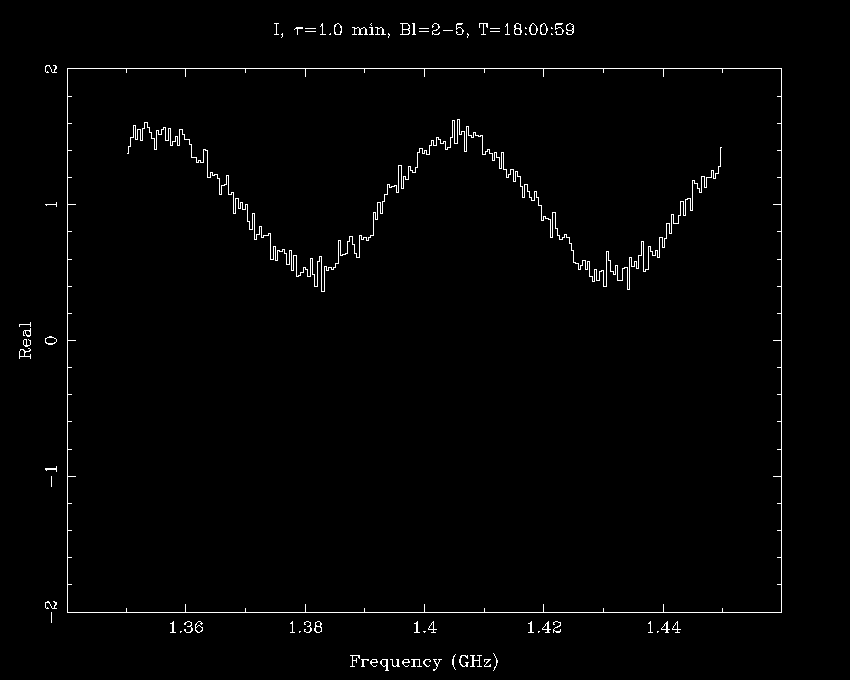 I, τ=1.0 min, Bl=2−5, T=18:00:59
2
1
0
−1
−2
Real
1.36 1.38 1.4 1.42 1.44
Frequency (GHz)